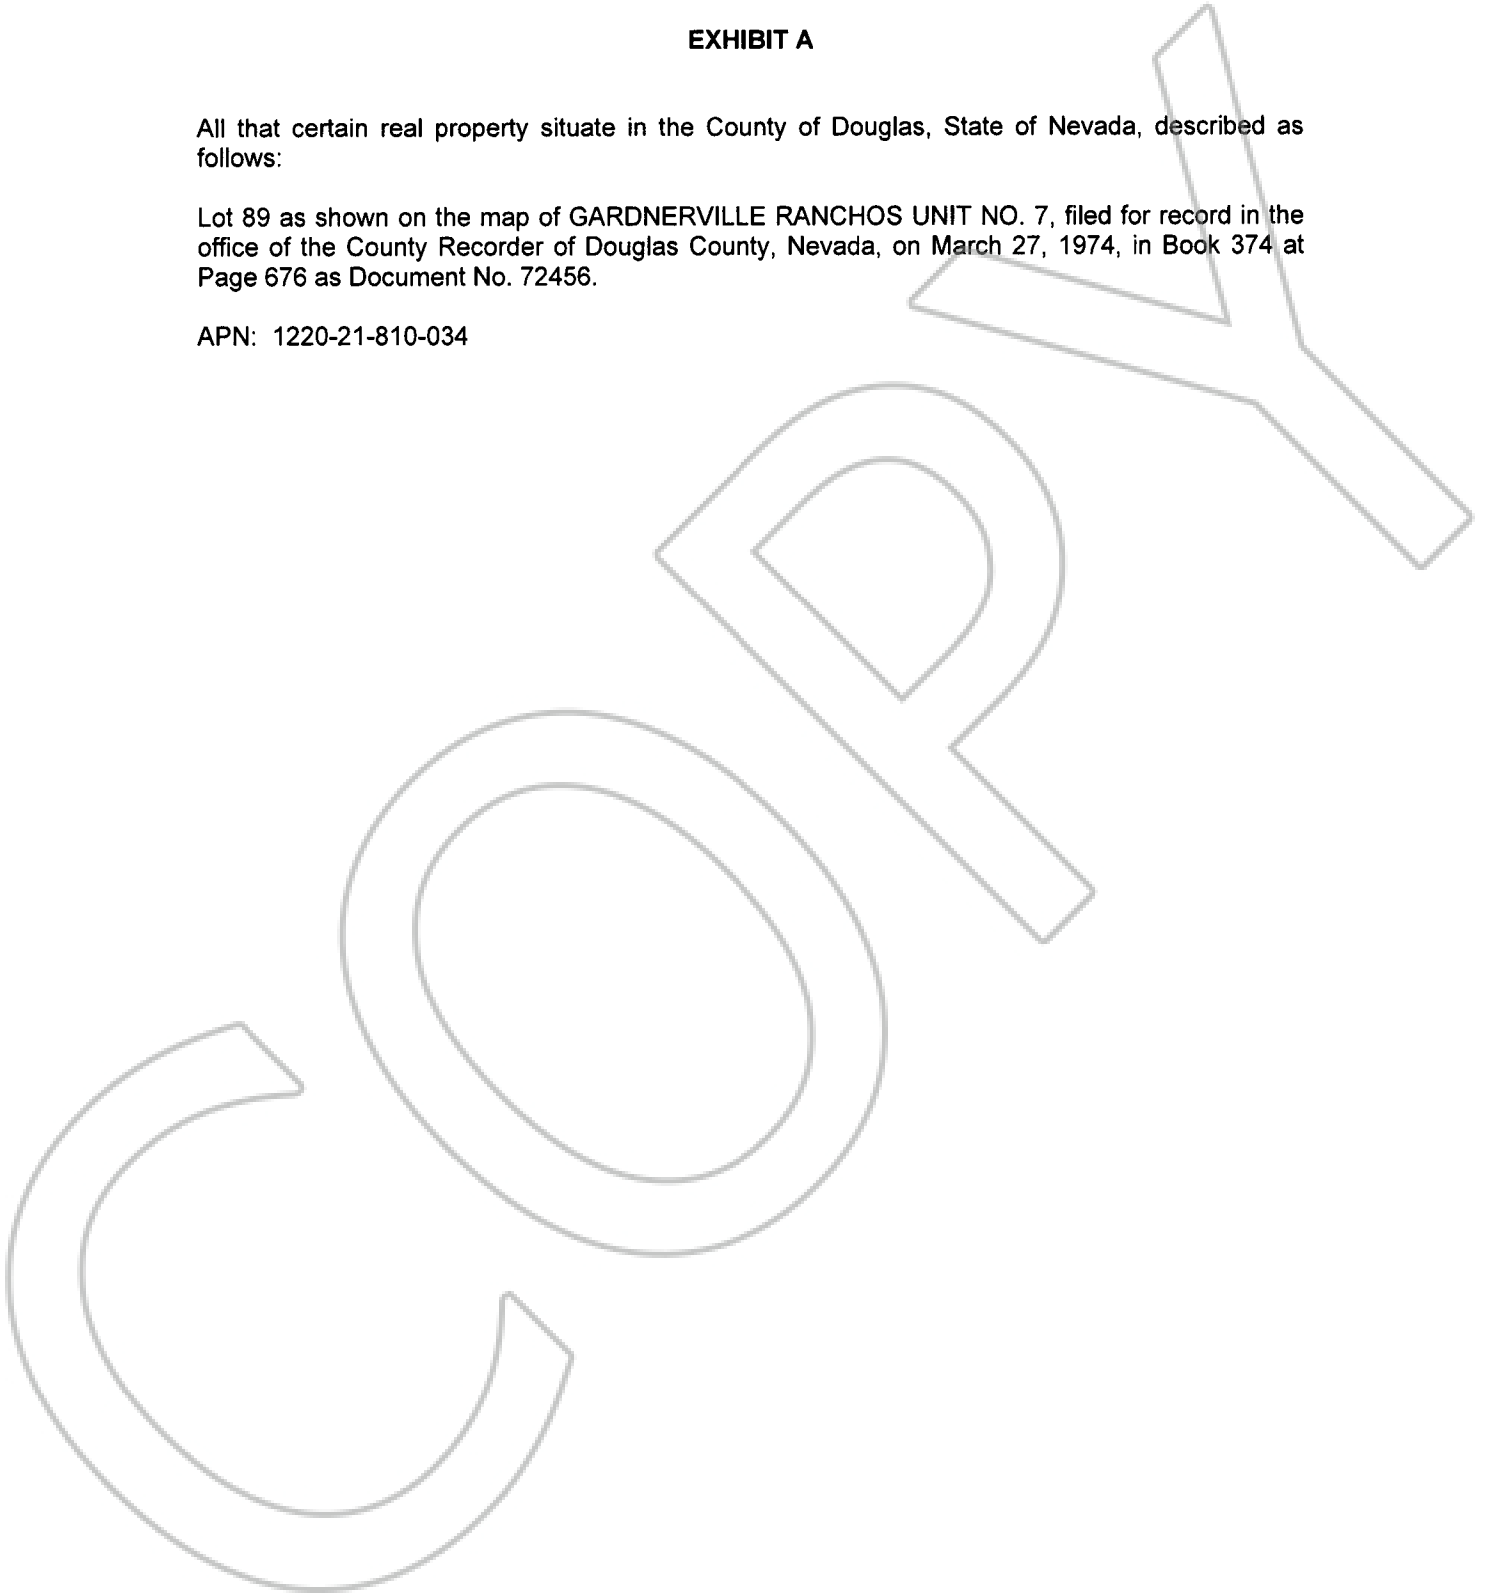 EXHIBIT A
All that certain real property situate in the County of Douglas, State of Nevada, described as
follows:
Lot 89 as shown on the map of GARDNERVILLE RANCHOS UNIT NO. 7, filed for record in the
office of the County Recorder of Douglas County, Nevada, on March 27, 1974, in Book 374 at
Page 676 as Document No. 72456.
APN: 1220-21-810-034
COPY